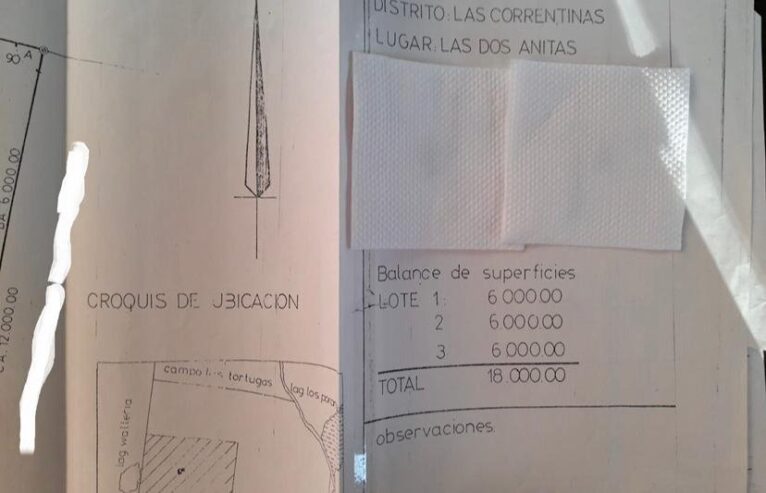 90 A
6 000.00
12.000.00
CROQUIS DE UBICACION
campo las tortugas
lag los
lag
DISTRITO: LAS CORRENTINAS
LUGAR: LAS DOS ANITAS
Balance de superficies
LOTE 1: 6 000.00
2 6.000.00
3 6 000.00
TOTAL 18.000.00
observaciones.